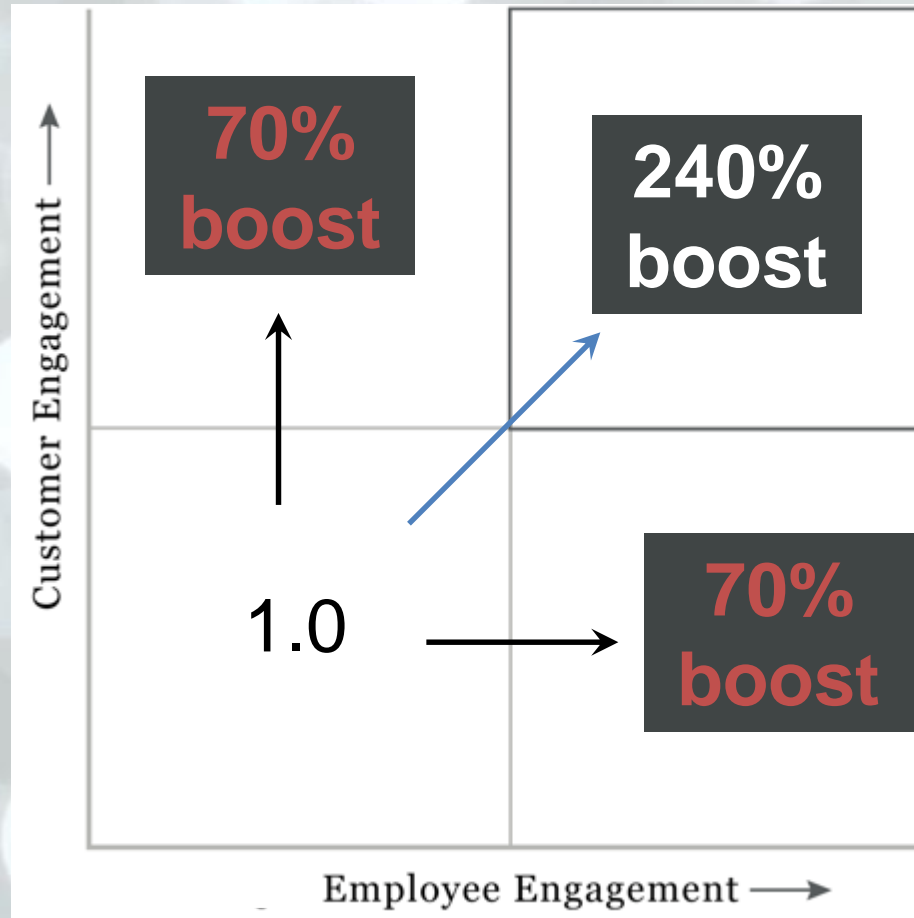 70%
boost
240%
boost
Customer Engagement
1.0
70%
boost
Employee Engagement